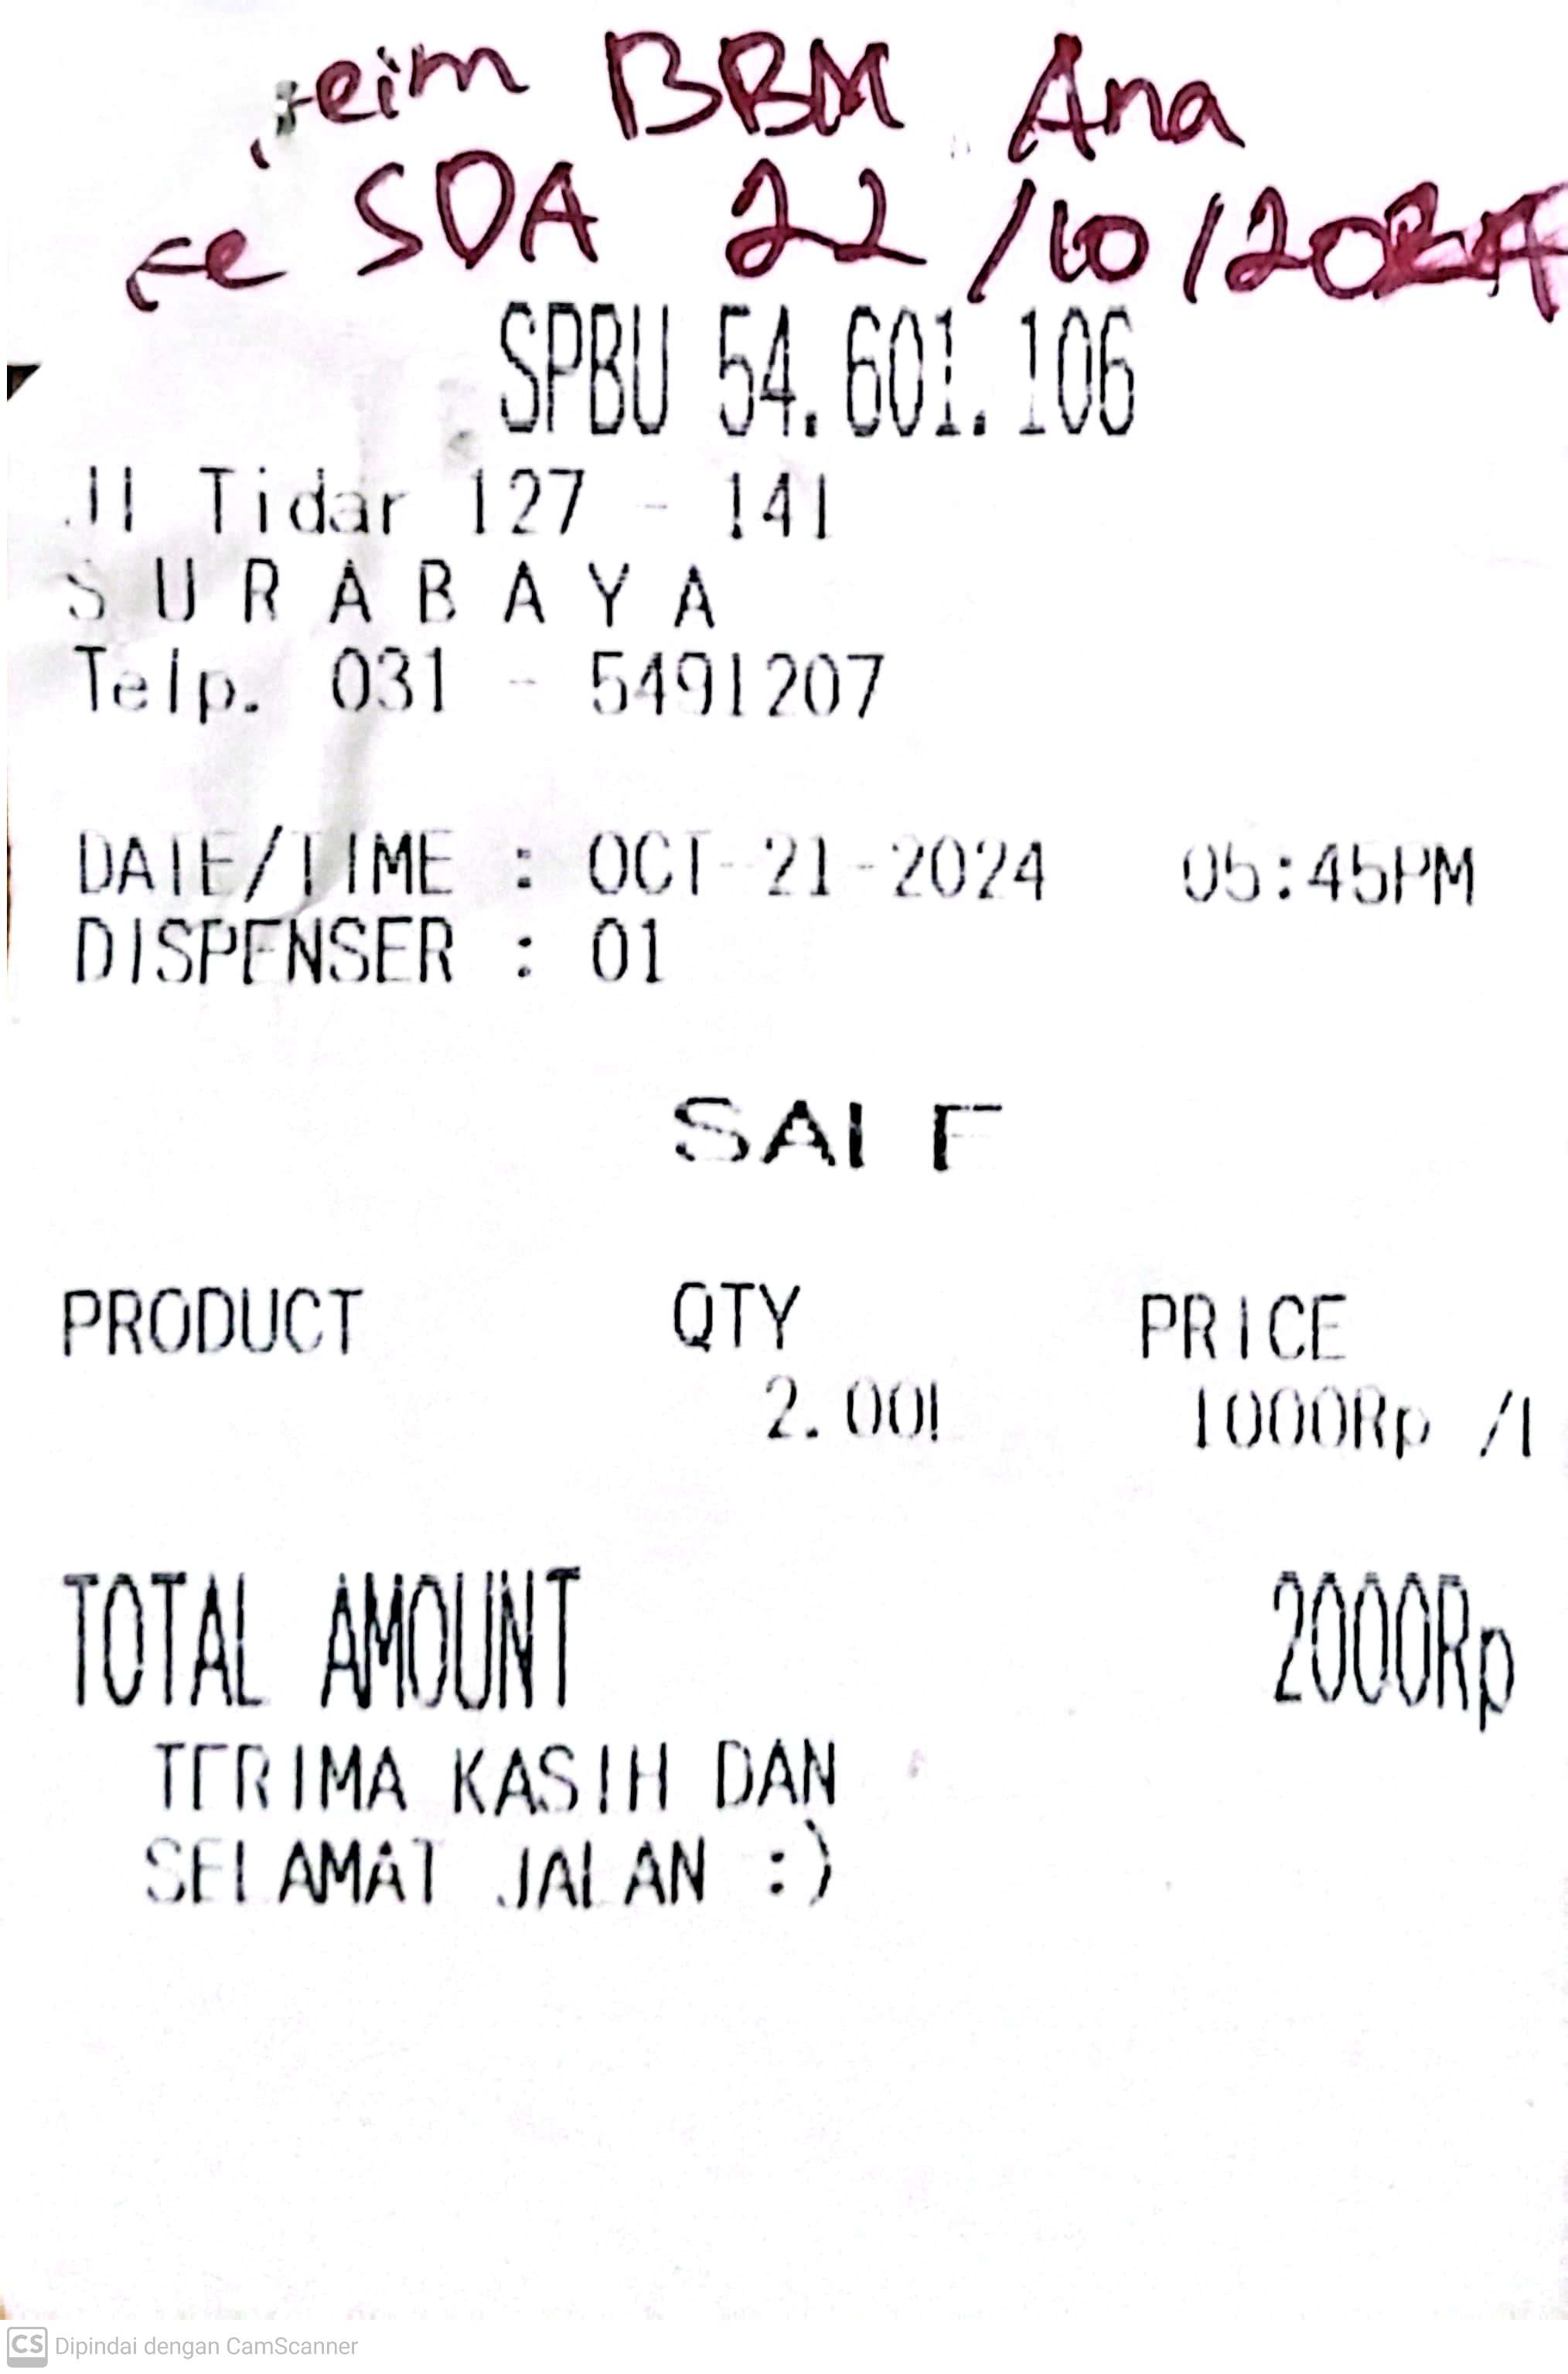 reim BBM Ana
ke SDA 22/10/2024
SPBU 54.601.106
Jl Tidar 127 - 141
S U R A B A Y A
Telp. 031 - 5491207
DATE/TIME : OCT-21-2024 05:45PM
DISPENSER : 01
SALE
PRODUCT QTY PRICE
2.00l 1000Rp /l
TOTAL AMOUNT 2000Rp
TERIMA KASIH DAN
SELAMAT JALAN :)
CS Dipindai dengan CamScanner